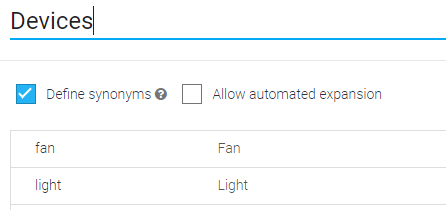 Devices
Define synonyms ? Allow automated expansion
fan Fan
light Light